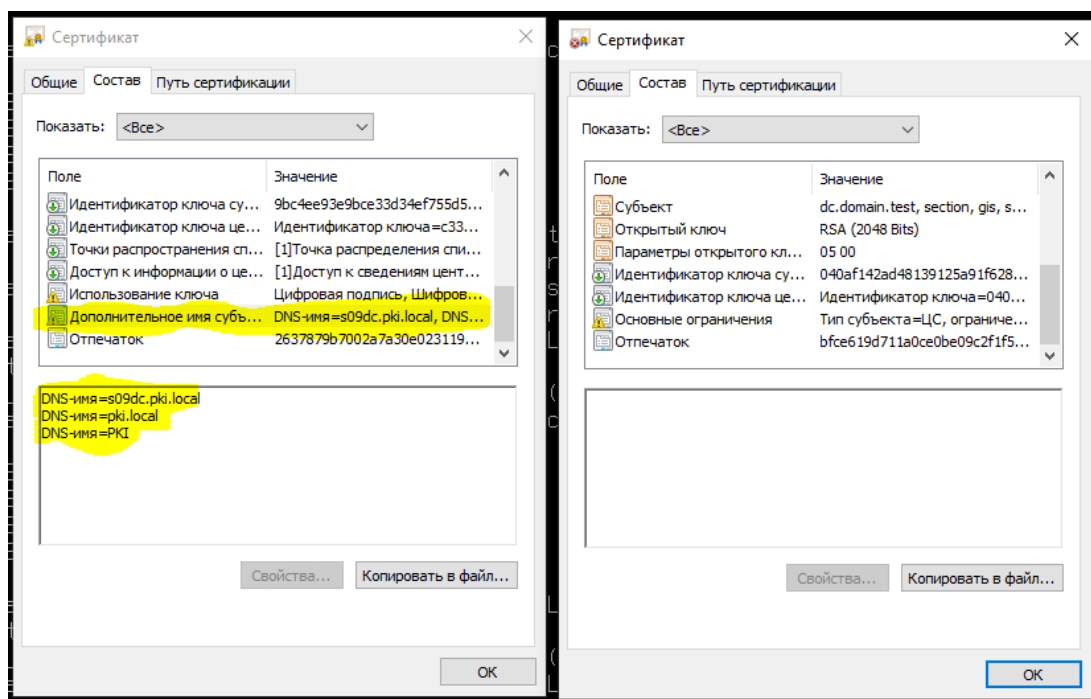 Сертификат
Общие Состав Путь сертификации
Показать: <Все>
Поле Значение
Идентификатор ключа су... 9bc4ee93e9bce33d34ef755d5...
Идентификатор ключа це... Идентификатор ключа=c33...
Точки распространения сп... [1]Точка распределения спи...
Доступ к информации о це... [1]Доступ к сведениям цент...
Использование ключа Цифровая подпись, Шифров...
Дополнительное имя субъ... DNS-имя=s09dc.pki.local, DNS...
Отпечаток 2637879b7002a7a30e023119...
DNS-имя=s09dc.pki.local
DNS-имя=pki.local
DNS-имя=PKI
Свойства... Копировать в файл...
ОК
Сертификат
Общие Состав Путь сертификации
Показать: <Все>
Поле Значение
Субъект dc.domain.test, section, gis, s...
Открытый ключ RSA (2048 Bits)
Параметры открытого кл... 05 00
Идентификатор ключа су... 040af142ad48139125a91f628...
Идентификатор ключа це... Идентификатор ключа=040...
Основные ограничения Тип субъекта=ЦС, ограниче...
Отпечаток bfce619d711a0ce0be09c2f1f5...
Свойства... Копировать в файл...
ОК